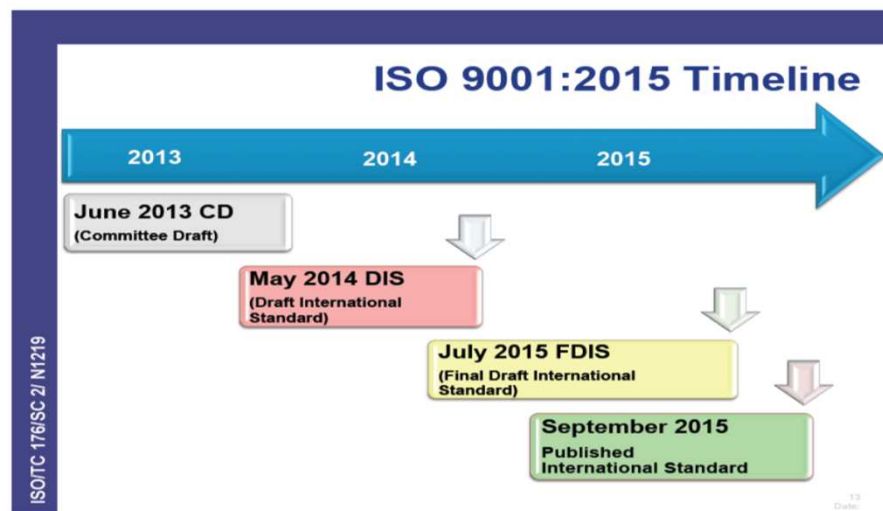 ISO 9001:2015 Timeline
2013 2014 2015
June 2013 CD
(Committee Draft)
May 2014 DIS
(Draft International
Standard)
July 2015 FDIS
(Final Draft International
Standard)
September 2015
Published
International Standard
ISO/TC 176/SC 2/ N1219
13
Date: